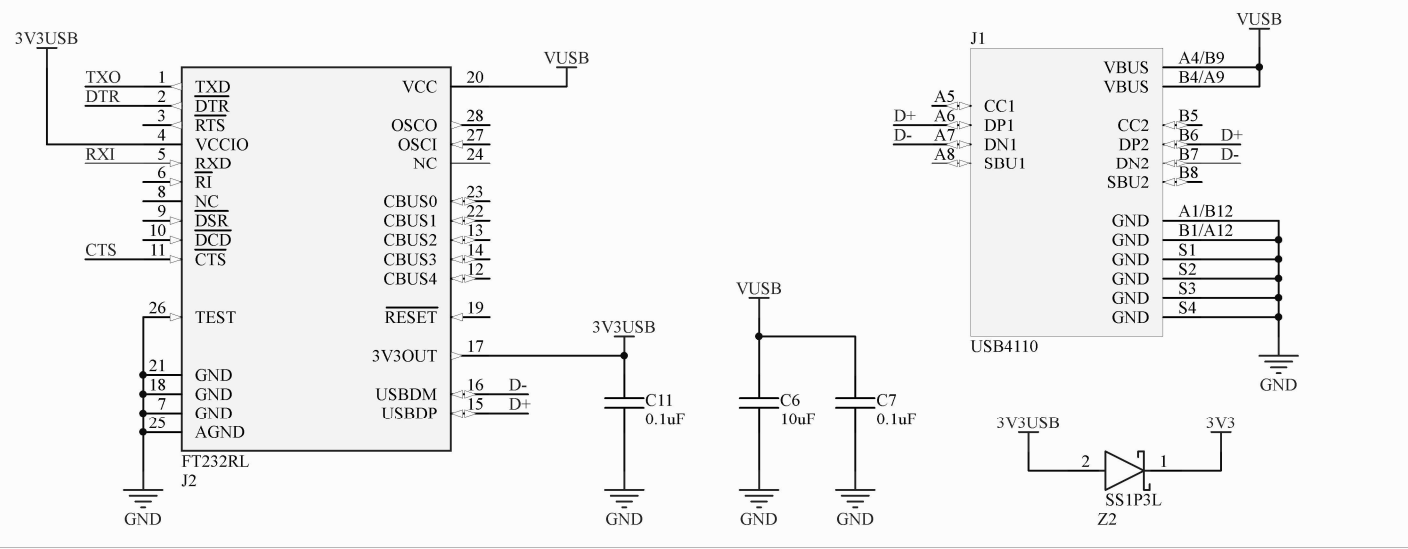 3V3USB
TXO 1 TXD
DTR 2 DTR
3 RTS
4 VCCIO
RXI 5 RXD
6 RI
8 NC
9 DSR
10 DCD
CTS 11 CTS
26 TEST
21 GND
18 GND
7 GND
25 AGND
FT232RL
J2
GND
VUSB
VCC 20
OSCO 28
OSCI 27
NC 24
CBUS0 23
CBUS1 22
CBUS2 13
CBUS3 14
CBUS4 12
RESET 19
3V3OUT 17
USBDM 16 D-
USBDP 15 D+
3V3USB
C11
0.1uF
GND
VUSB
C6
10uF
GND
C7
0.1uF
GND
J1
VUSB
A5 CC1
D+ A6 DP1
D- A7 DN1
A8 SBU1
VBUS A4/B9
VBUS B4/A9
CC2 B5
DP2 B6 D+
DN2 B7 D-
SBU2 B8
GND A1/B12
GND B1/A12
GND S1
GND S2
GND S3
GND S4
USB4110
GND
3V3USB
3V3
2 1
SS1P3L
Z2